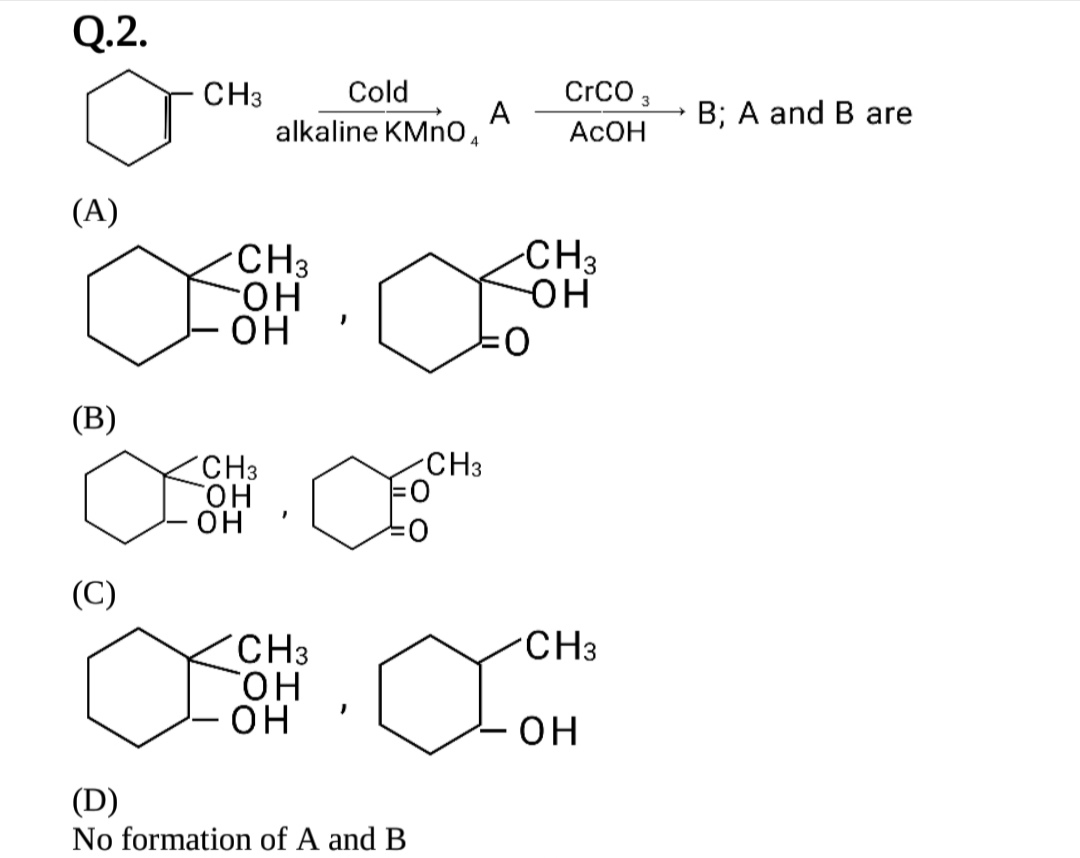 Q.2.
CH3 Cold alkaline KMnO4 A CrCO3 AcOH B; A and B are
(A)
CH3 CH3
OH OH
OH , =O
(B)
CH3 CH3
OH =O
OH , =O
(C)
CH3 CH3
OH
OH , OH
(D)
No formation of A and B